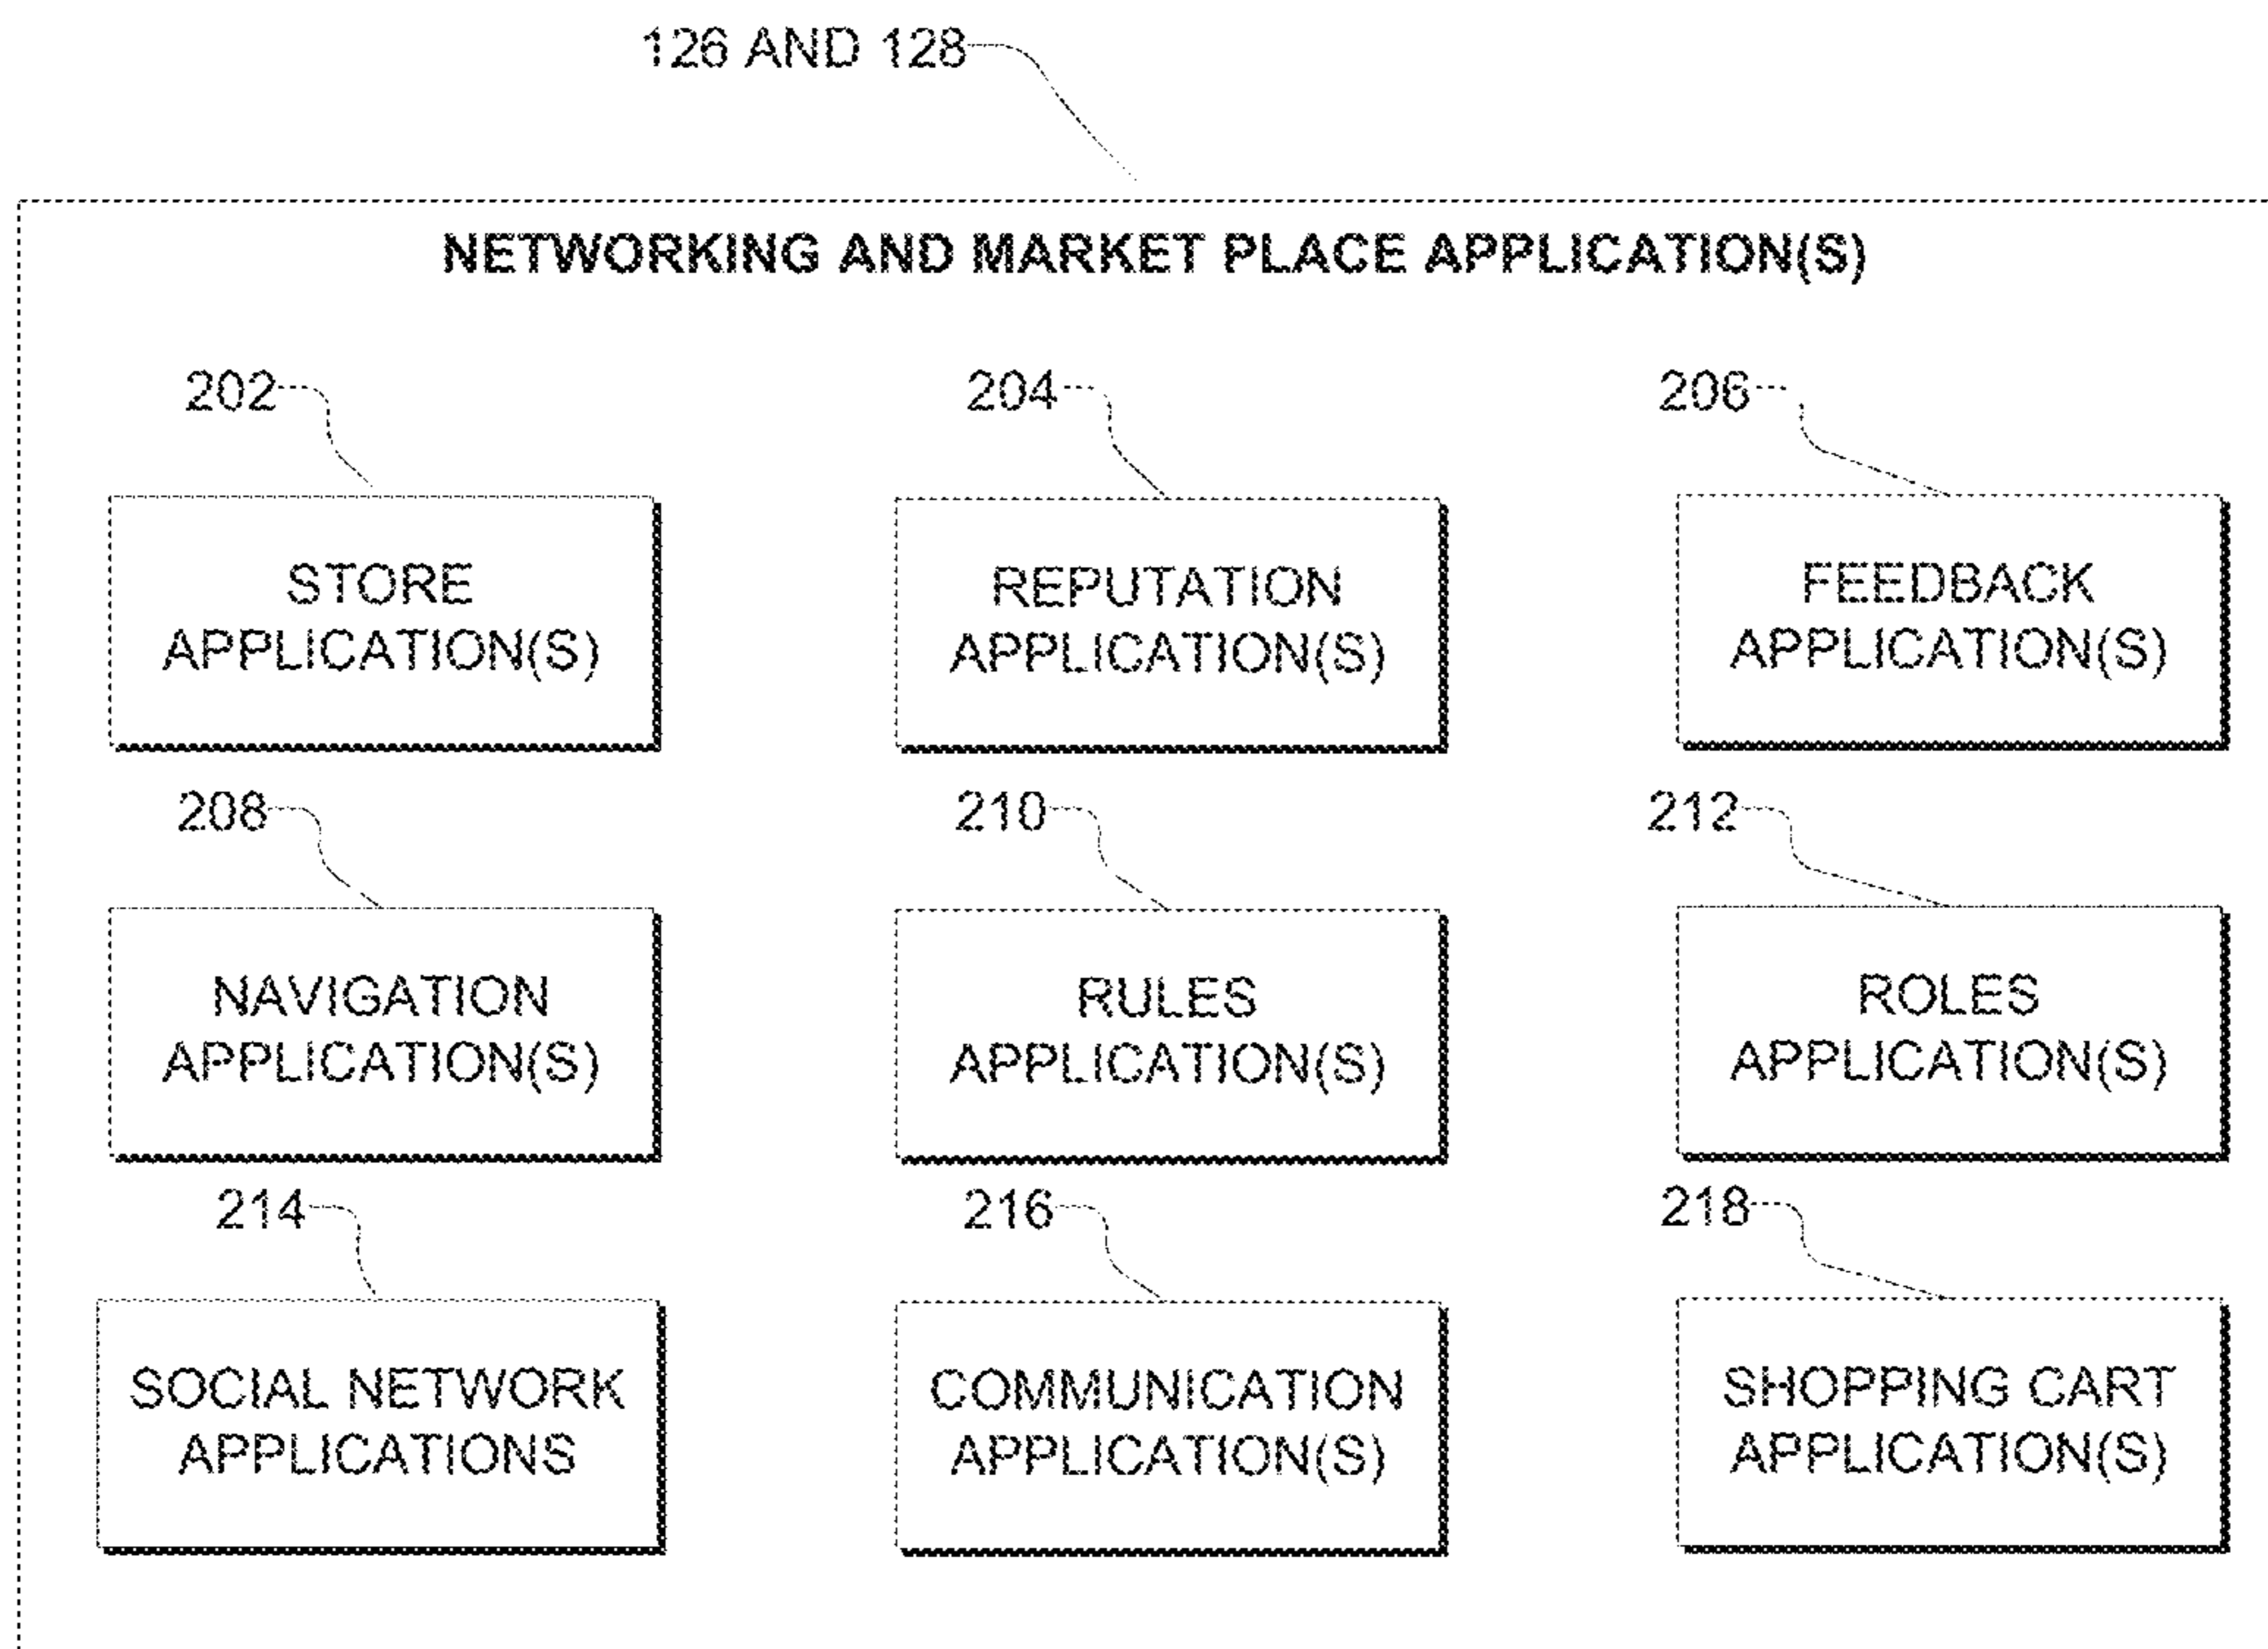 126 AND 128
NETWORKING AND MARKET PLACE APPLICATION(S)
202
204
206
STORE
APPLICATION(S)
REPUTATION
APPLICATION(S)
FEEDBACK
APPLICATION(S)
208
210
212
NAVIGATION
APPLICATION(S)
RULES
APPLICATION(S)
ROLES
APPLICATION(S)
214
216
218
SOCIAL NETWORK
APPLICATIONS
COMMUNICATION
APPLICATION(S)
SHOPPING CART
APPLICATION(S)